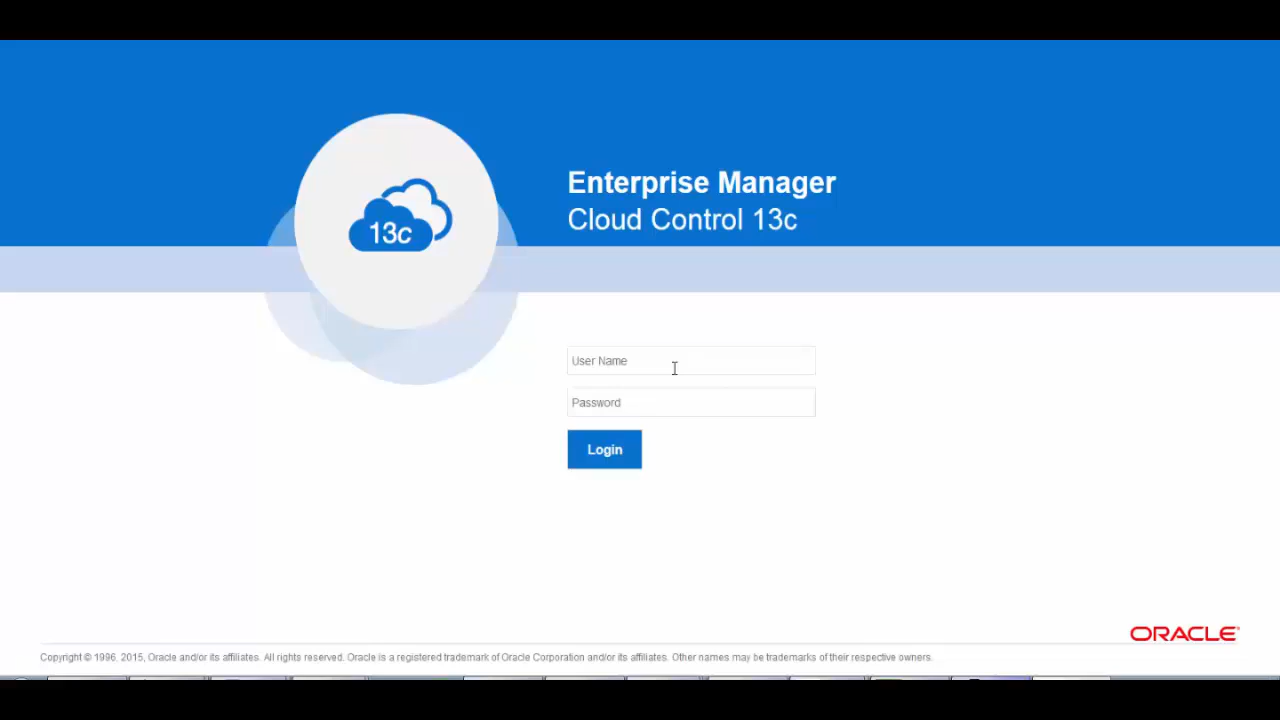 Enterprise Manager
Cloud Control 13c
13c
User Name
Password
Login
ORACLE®
Copyright © 1996, 2015, Oracle and/or its affiliates. All rights reserved. Oracle is a registered trademark of Oracle Corporation and/or its affiliates. Other names may be trademarks of their respective owners.